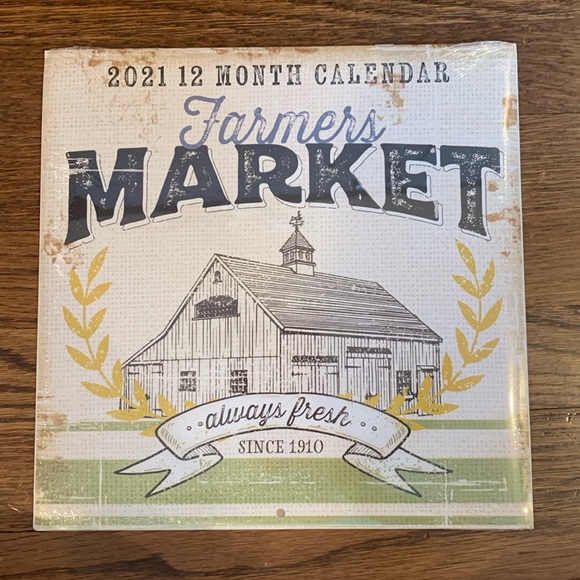 2021 12 MONTH CALENDAR
Farmers
MARKET
always fresh
SINCE 1910